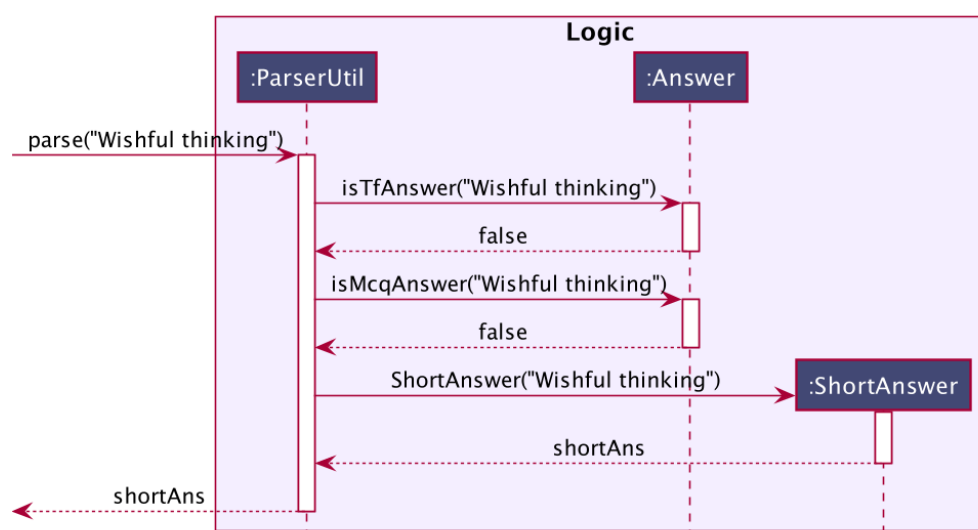 Logic
:ParserUtil
:Answer
parse("Wishful thinking")
isTfAnswer("Wishful thinking")
false
isMcqAnswer("Wishful thinking")
false
ShortAnswer("Wishful thinking")
:ShortAnswer
shortAns
shortAns